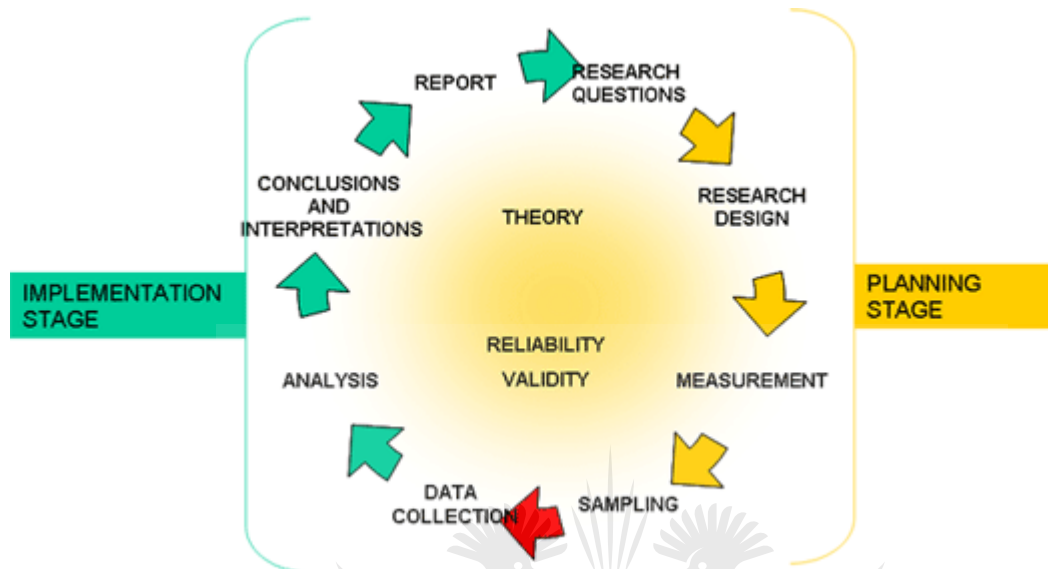 REPORT
RESEARCH
QUESTIONS
CONCLUSIONS
AND
INTERPRETATIONS
THEORY
RESEARCH
DESIGN
IMPLEMENTATION
STAGE
PLANNING
STAGE
RELIABILITY
VALIDITY
ANALYSIS
MEASUREMENT
DATA
COLLECTION
SAMPLING